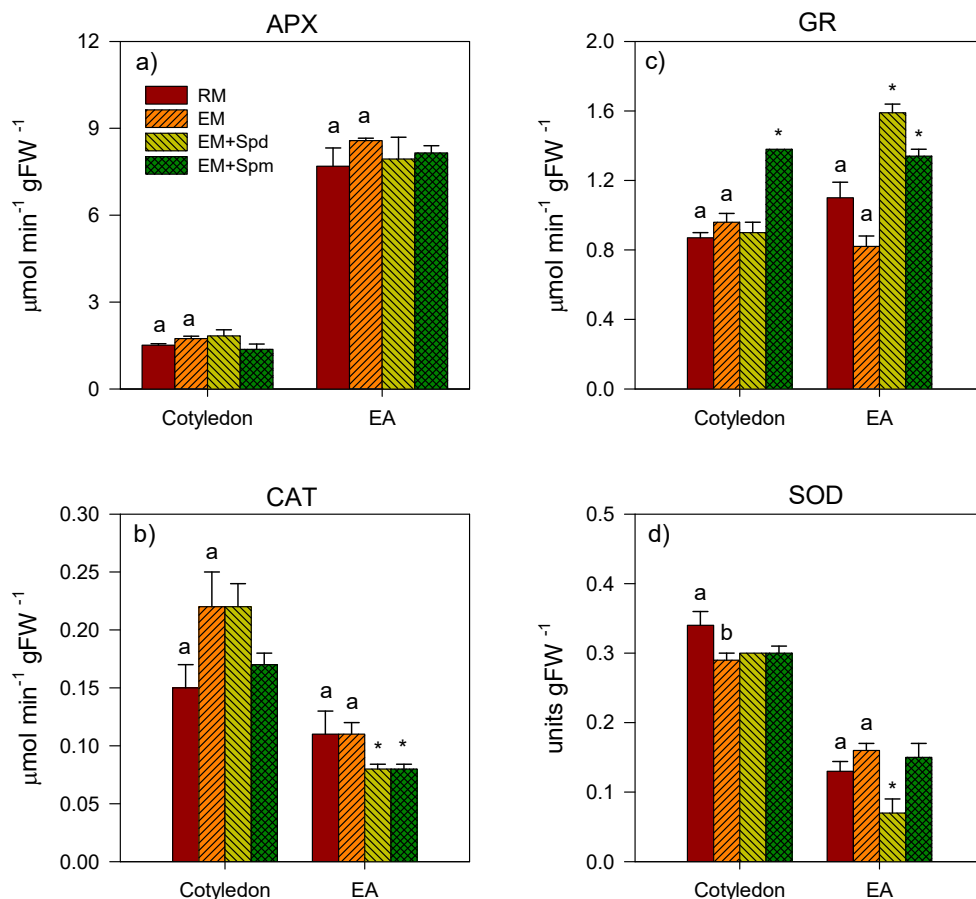 APX
a)
RM
EM
EM+Spd
EM+Spm
12
9
6
3
0
μmol min-1 gFW -1
a
a
a
a
Cotyledon
EA
GR
c)
2.0
1.6
1.2
0.8
0.4
0.0
μmol min-1 gFW -1
a
a
*
a
a
*
*
Cotyledon
EA
CAT
b)
0.30
0.25
0.20
0.15
0.10
0.05
0.00
μmol min-1 gFW -1
a
a
a
a
*
*
Cotyledon
EA
SOD
d)
0.5
0.4
0.3
0.2
0.1
0.0
units gFW -1
a
b
a
a
*
Cotyledon
EA